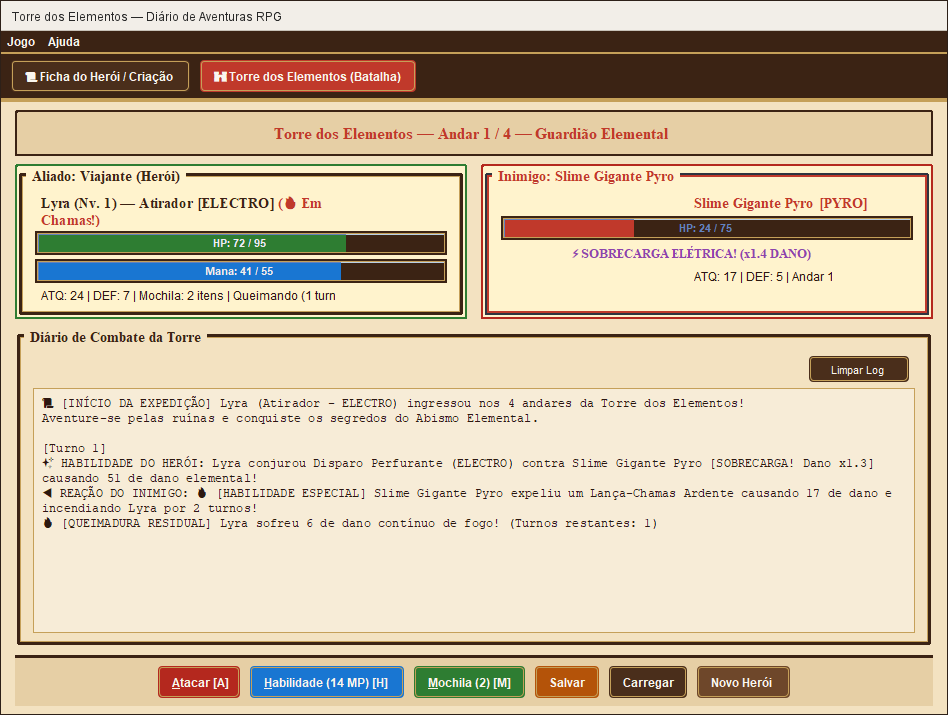 Torre dos Elementos — Diário de Aventuras RPG
Jogo Ajuda
Ficha do Herói / Criação Torre dos Elementos (Batalha)
Torre dos Elementos — Andar 1 / 4 — Guardião Elemental
Aliado: Viajante (Herói)
Lyra (Nv. 1) — Atirador [ELECTRO] (🔥 Em
Chamas!)
HP: 72 / 95
Mana: 41 / 55
ATQ: 24 | DEF: 7 | Mochila: 2 itens | Queimando (1 turn
Inimigo: Slime Gigante Pyro
Slime Gigante Pyro [PYRO]
HP: 24 / 75
⚡ SOBRECARGA ELÉTRICA! (x1.4 DANO)
ATQ: 17 | DEF: 5 | Andar 1
Diário de Combate da Torre
Limpar Log
📜 [INÍCIO DA EXPEDIÇÃO] Lyra (Atirador - ELECTRO) ingressou nos 4 andares da Torre dos Elementos!
Aventure-se pelas ruínas e conquiste os segredos do Abismo Elemental.
[Turno 1]
✨ HABILIDADE DO HERÓI: Lyra conjurou Disparo Perfurante (ELECTRO) contra Slime Gigante Pyro [SOBRECARGA! Dano x1.3]
causando 51 de dano elemental!
◀ REAÇÃO DO INIMIGO: 🔥 [HABILIDADE ESPECIAL] Slime Gigante Pyro expeliu um Lança-Chamas Ardente causando 17 de dano e
incendiando Lyra por 2 turnos!
🔥 [QUEIMADURA RESIDUAL] Lyra sofreu 6 de dano contínuo de fogo! (Turnos restantes: 1)
Atacar [A] Habilidade (14 MP) [H] Mochila (2) [M] Salvar Carregar Novo Herói